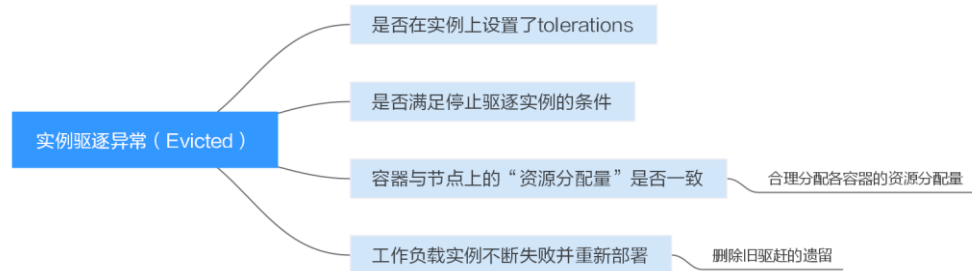 是否在实例上设置了tolerations
是否满足停止驱逐实例的条件
实例驱逐异常（Evicted）
容器与节点上的“资源分配量”是否一致
合理分配各容器的资源分配量
工作负载实例不断失败并重新部署
删除旧驱赶的遗留